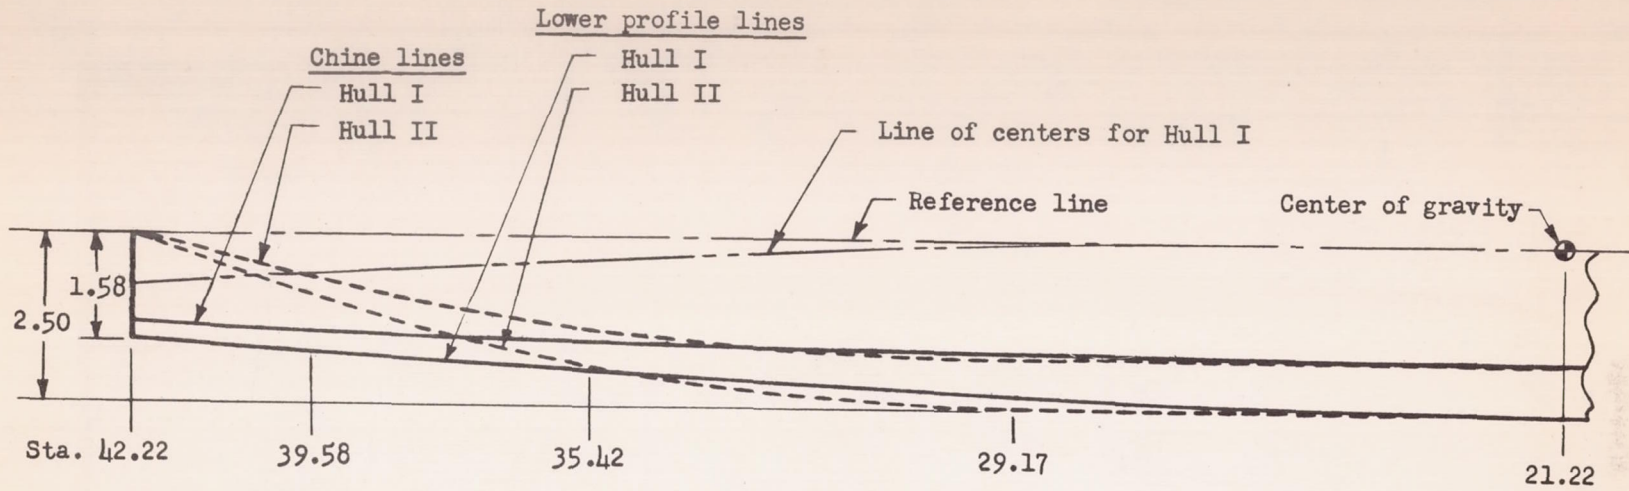 Lower profile lines
Hull I
Hull II
Chine lines
Hull I
Hull II
Line of centers for Hull I
Reference line
Center of gravity
1.58
2.50
Sta. 42.22
39.58
35.42
29.17
21.22